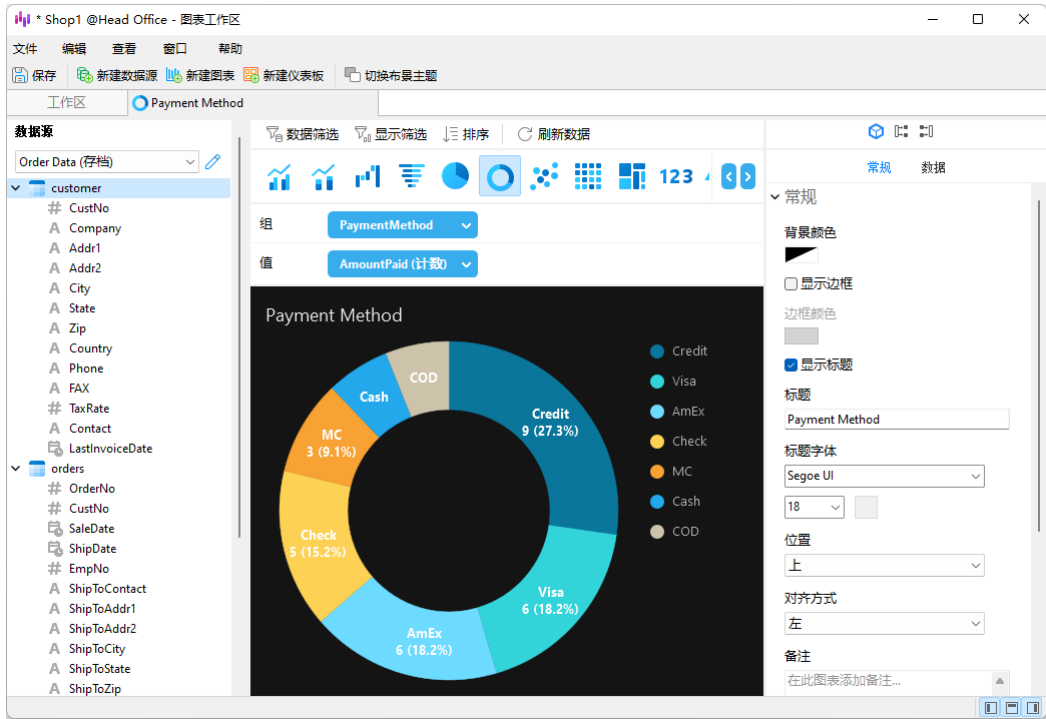 * Shop1 @Head Office - 图表工作区
文件 编辑 查看 窗口 帮助
保存 新建数据源 新建图表 新建仪表板 切换布景主题
工作区 Payment Method
数据源
Order Data (存档)
customer
CustNo
Company
Addr1
Addr2
City
State
Zip
Country
Phone
FAX
TaxRate
Contact
LastInvoiceDate
orders
OrderNo
CustNo
SaleDate
ShipDate
EmpNo
ShipToContact
ShipToAddr1
ShipToAddr2
ShipToCity
ShipToState
ShipToZip
数据筛选 显示筛选 排序 刷新数据
123
组 PaymentMethod
值 AmountPaid (计数)
Payment Method
Credit
9 (27.3%)
Visa
6 (18.2%)
AmEx
6 (18.2%)
Check
5 (15.2%)
MC
3 (9.1%)
Cash
COD
Credit
Visa
AmEx
Check
MC
Cash
COD
常规 数据
常规
背景颜色
显示边框
边框颜色
显示标题
标题
Payment Method
标题字体
Segoe UI
18
位置
上
对齐方式
左
备注
在此图表添加备注...